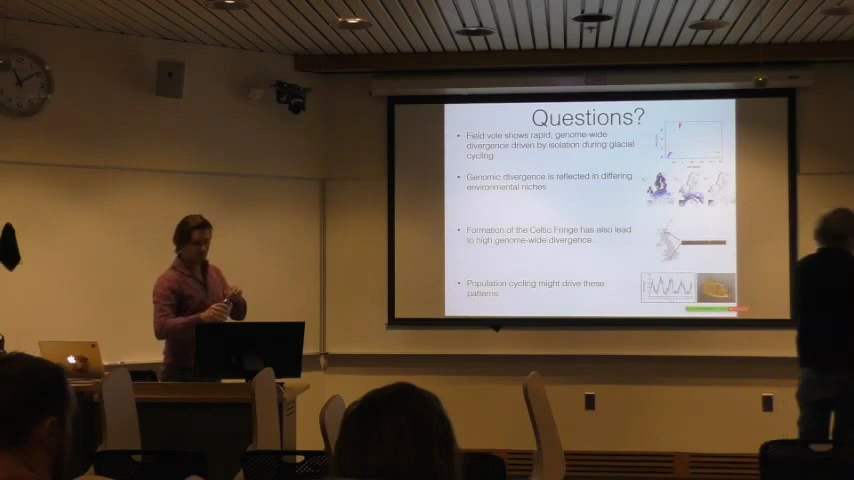 Questions?
• Field vole shows rapid, genome-wide
divergence driven by isolation during glacial
cycling
• Genomic divergence is reflected in differing
environmental niches
• Formation of the Celtic Fringe has also lead
to high genome-wide divergence.
• Population cycling might drive these
patterns